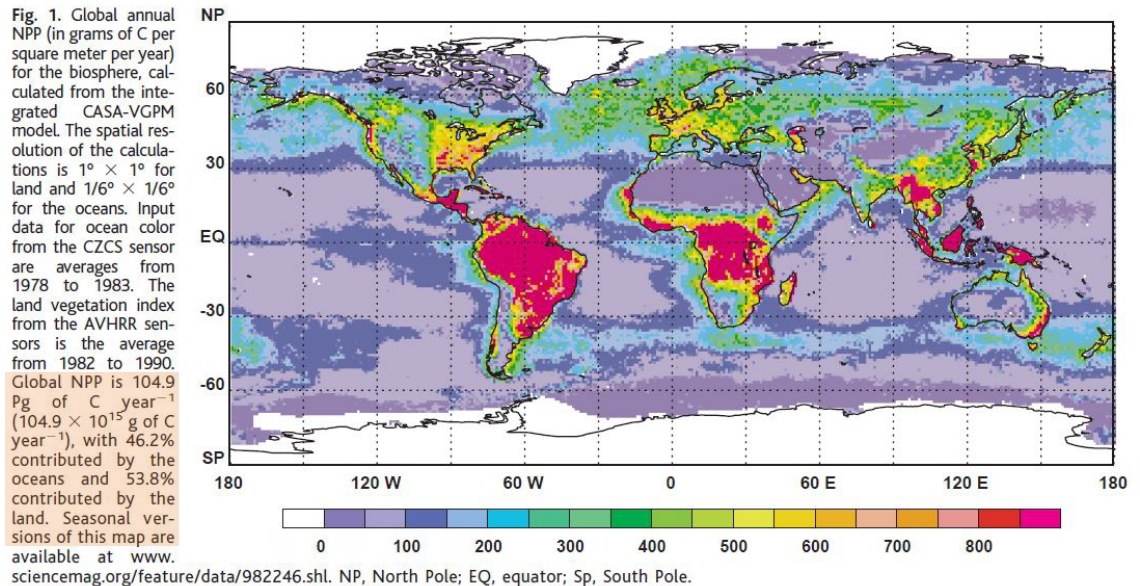 Fig. 1. Global annual
NPP (in grams of C per
square meter per year)
for the biosphere, cal-
culated from the inte-
grated CASA-VGPM
model. The spatial res-
olution of the calcula-
tions is 1° × 1° for
land and 1/6° × 1/6°
for the oceans. Input
data for ocean color
from the CZCS sensor
are averages from
1978 to 1983. The
land vegetation index
from the AVHRR sen-
sors is the average
from 1982 to 1990.
Global NPP is 104.9
Pg of C year⁻¹
(104.9 × 10¹⁵ g of C
year⁻¹), with 46.2%
contributed by the
oceans and 53.8%
contributed by the
land. Seasonal ver-
sions of this map are
available at www.
sciencemag.org/feature/data/982246.shl. NP, North Pole; EQ, equator; Sp, South Pole.
NP
60
30
EQ
-30
-60
SP
180 120 W 60 W 0 60 E 120 E 180
0 100 200 300 400 500 600 700 800